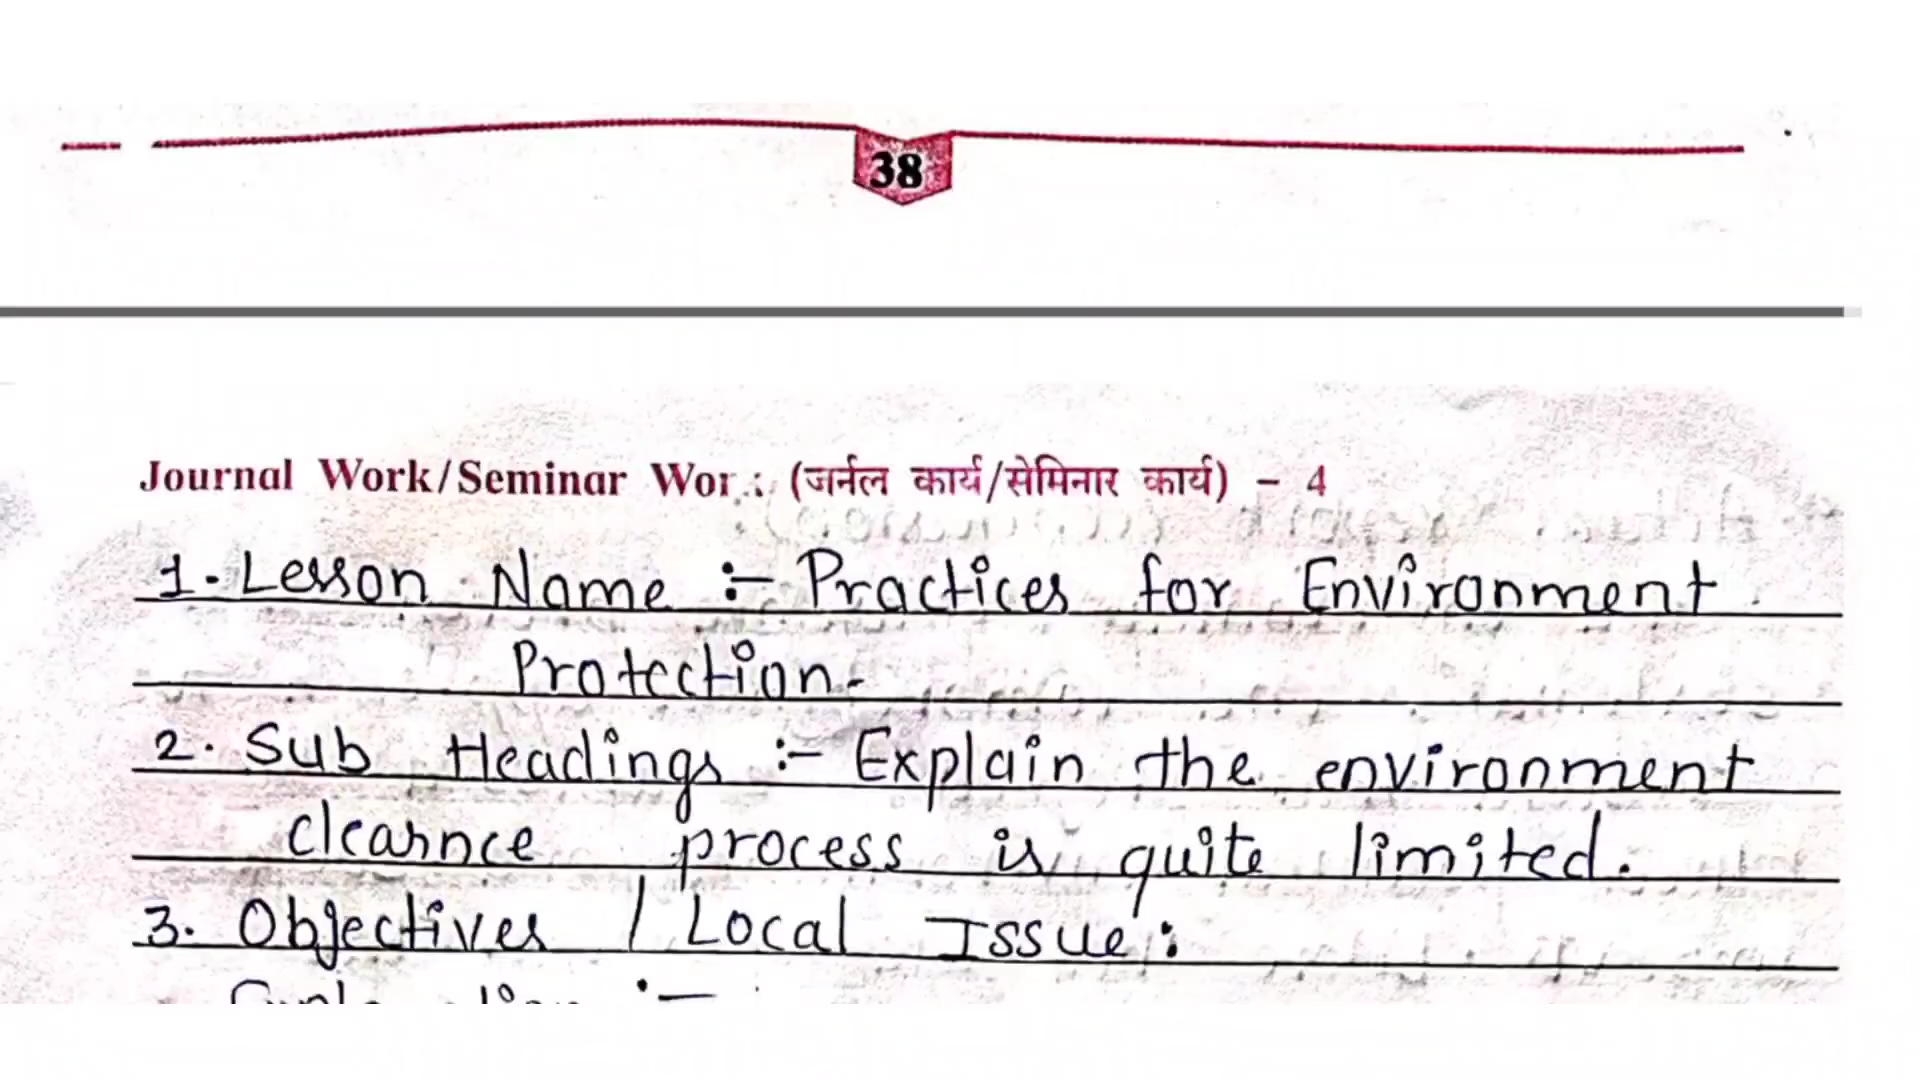 38
Journal Work/Seminar Wor : (जर्नल कार्य/सेमिनार कार्य) - 4
1. Lesson Name :- Practices for Environment
Protection.
2. Sub Headings :- Explain the environment
clearnce process is quite limited.
3. Objectives / Local Issue: